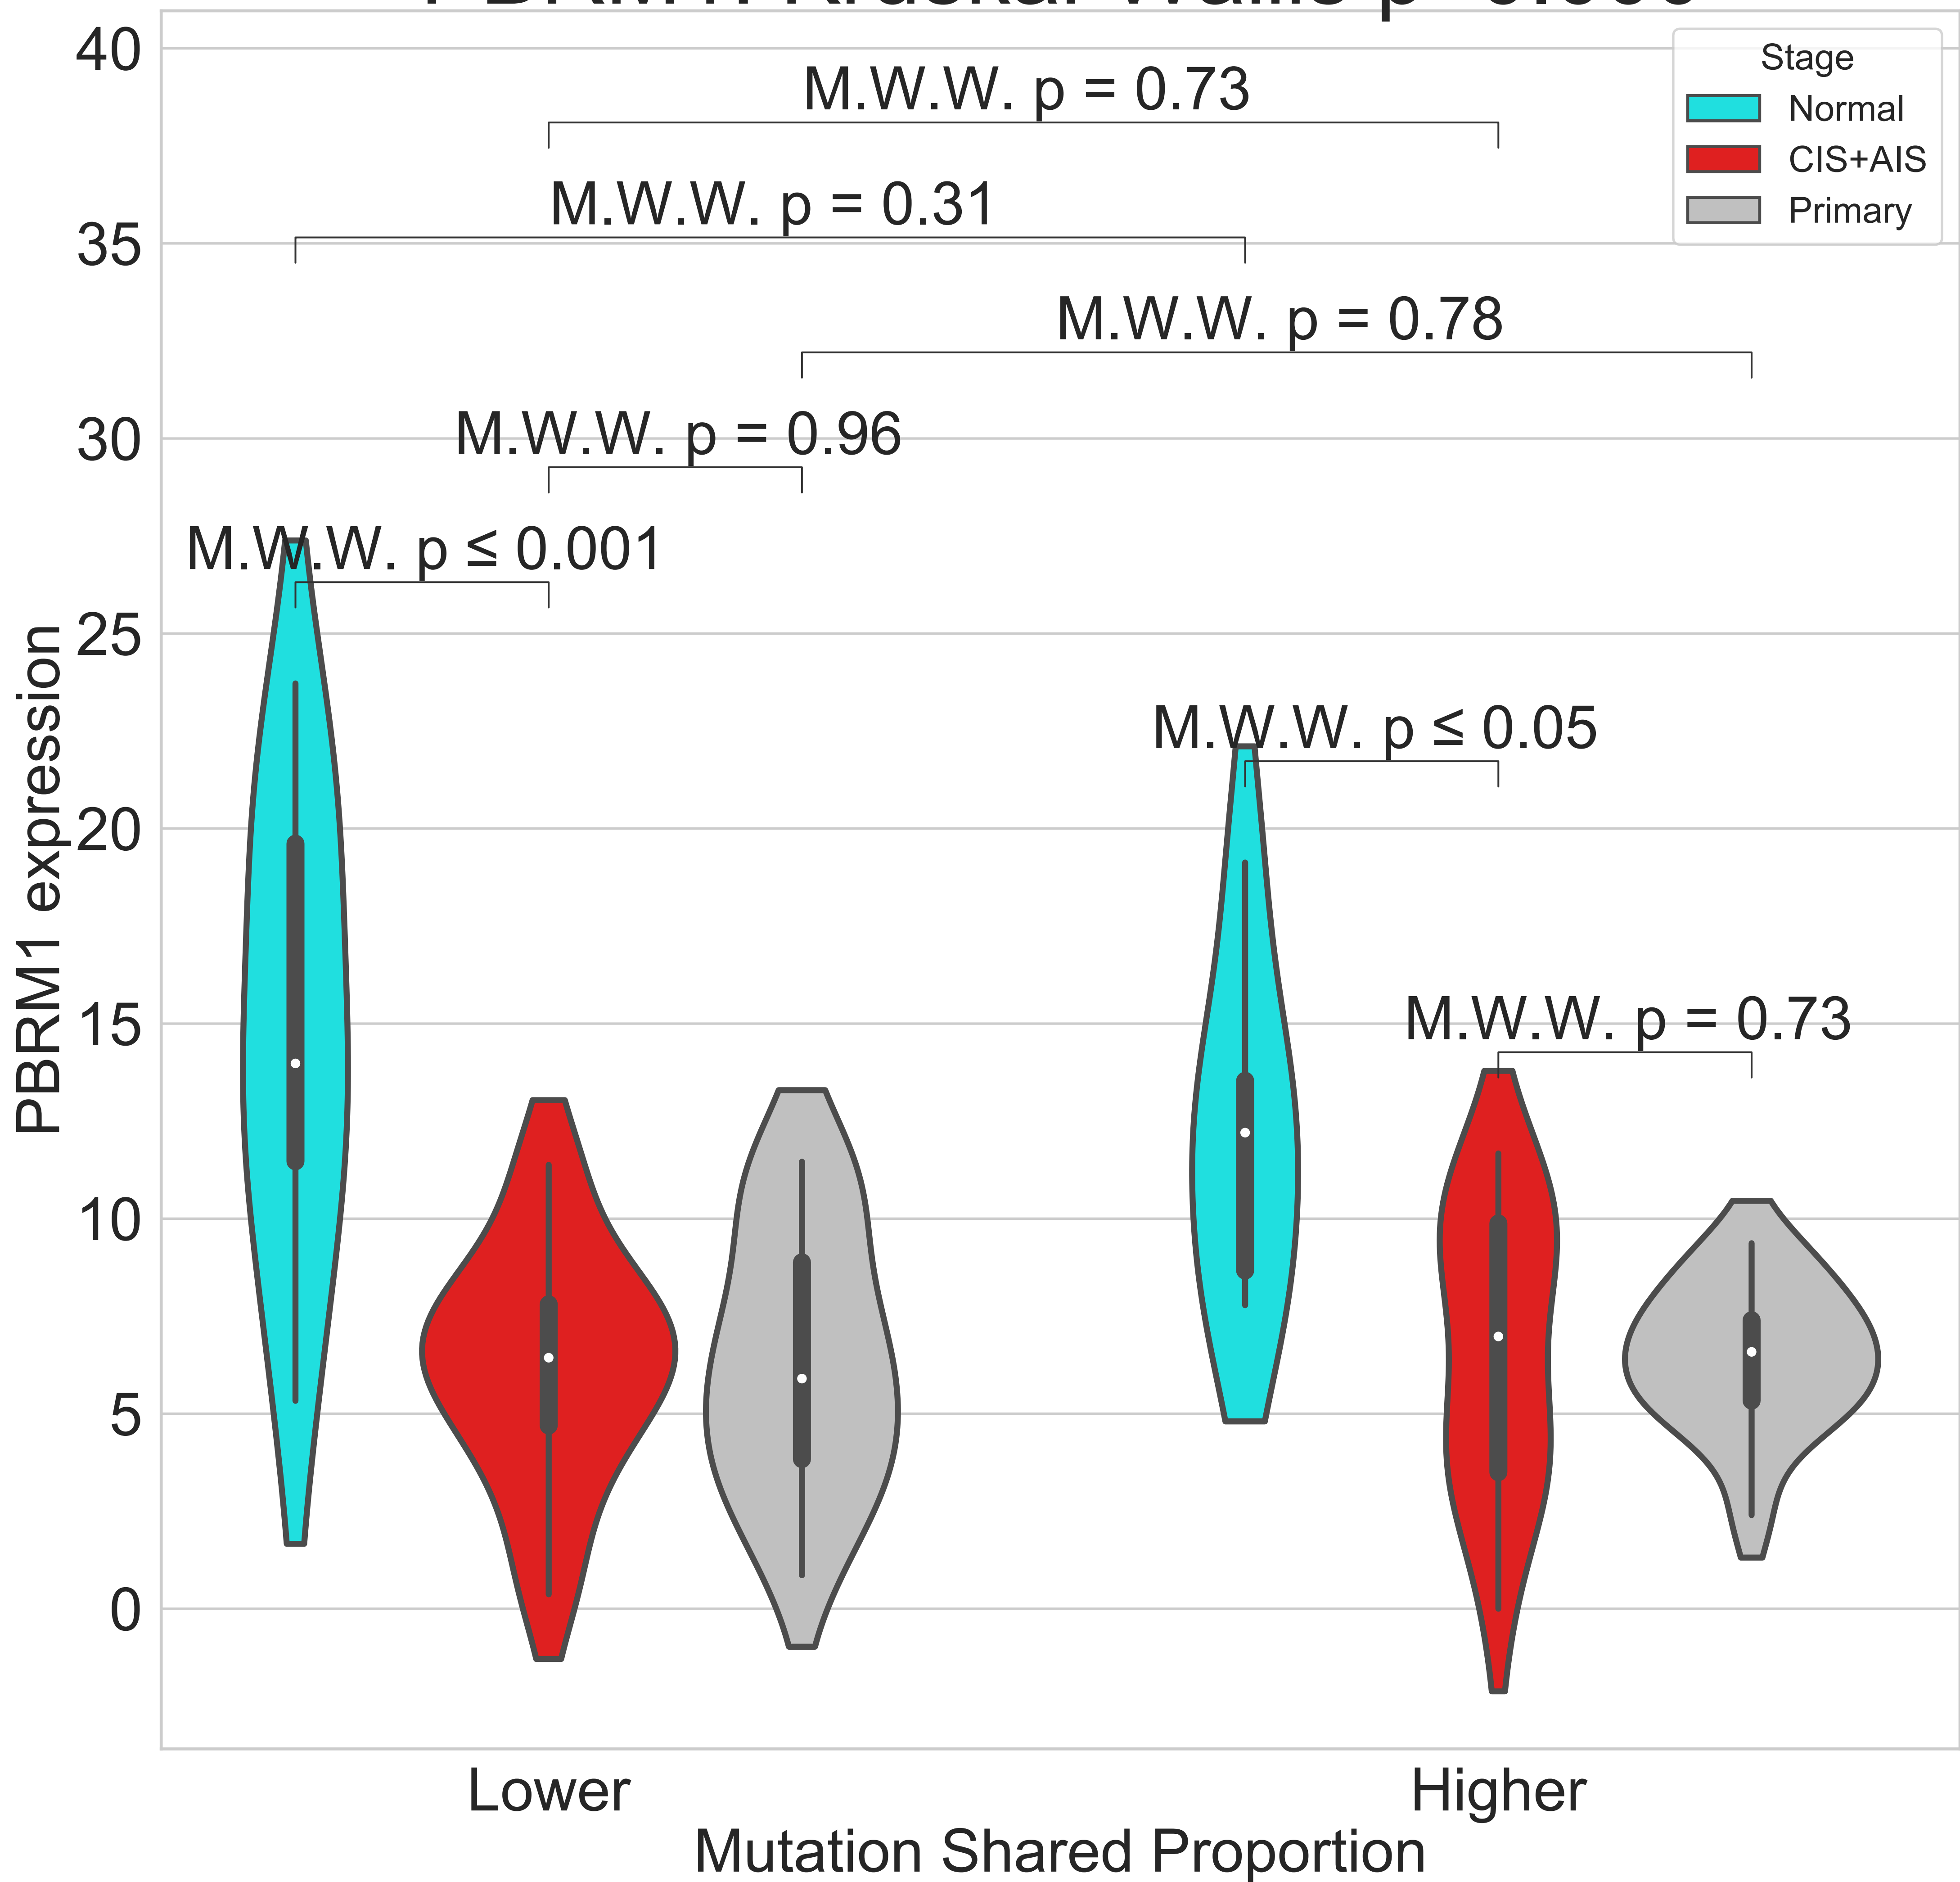 40
M.W.W. p = 0.73
Stage
Normal
CIS+AIS
Primary
M.W.W. p = 0.31
35
M.W.W. p = 0.78
30
M.W.W. p = 0.96
M.W.W. p ≤ 0.001
25
M.W.W. p ≤ 0.05
20
PBRM1 expression
15
M.W.W. p = 0.73
10
5
0
Lower
Higher
Mutation Shared Proportion